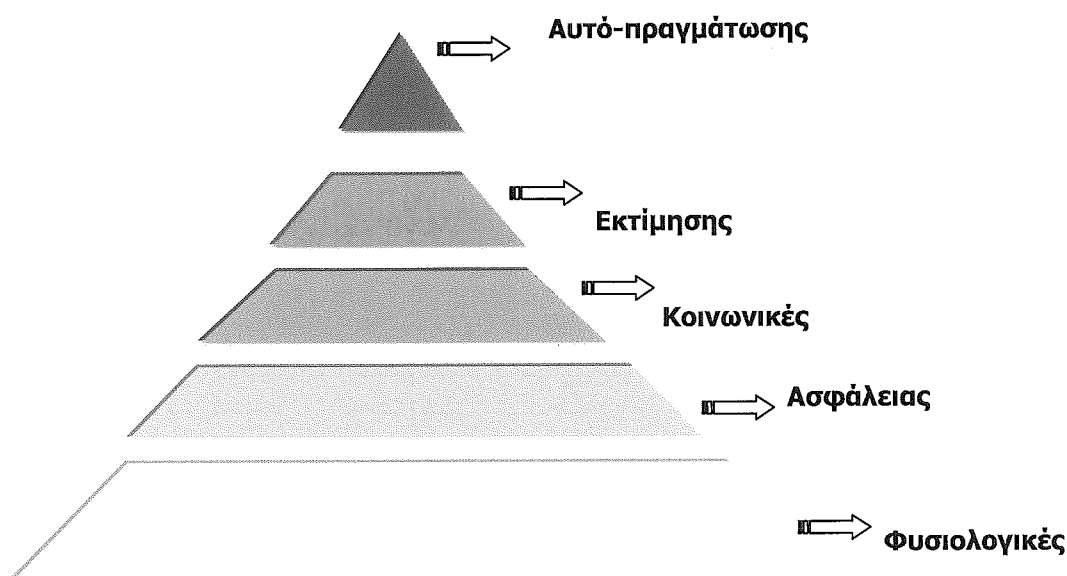 Αυτό-πραγμάτωσης
Εκτίμησης
Κοινωνικές
Ασφάλειας
Φυσιολογικές